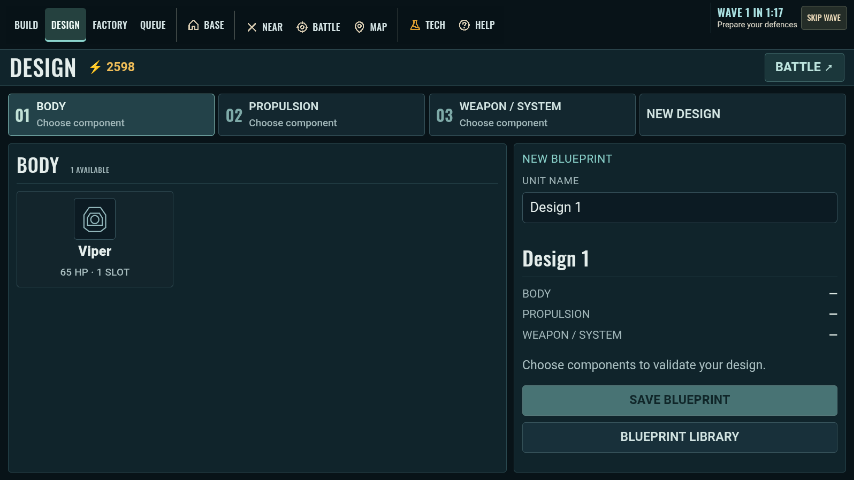 BUILD
DESIGN
FACTORY
QUEUE
BASE
NEAR
BATTLE
MAP
TECH
HELP
WAVE 1 IN 1:17
Prepare your defences
SKIP WAVE
DESIGN
2598
BATTLE ↗
01
BODY
Choose component
02
PROPULSION
Choose component
03
WEAPON / SYSTEM
Choose component
NEW DESIGN
BODY
1 AVAILABLE
Viper
65 HP · 1 SLOT
NEW BLUEPRINT
UNIT NAME
Design 1
Design 1
BODY —
PROPULSION —
WEAPON / SYSTEM —
Choose components to validate your design.
SAVE BLUEPRINT
BLUEPRINT LIBRARY